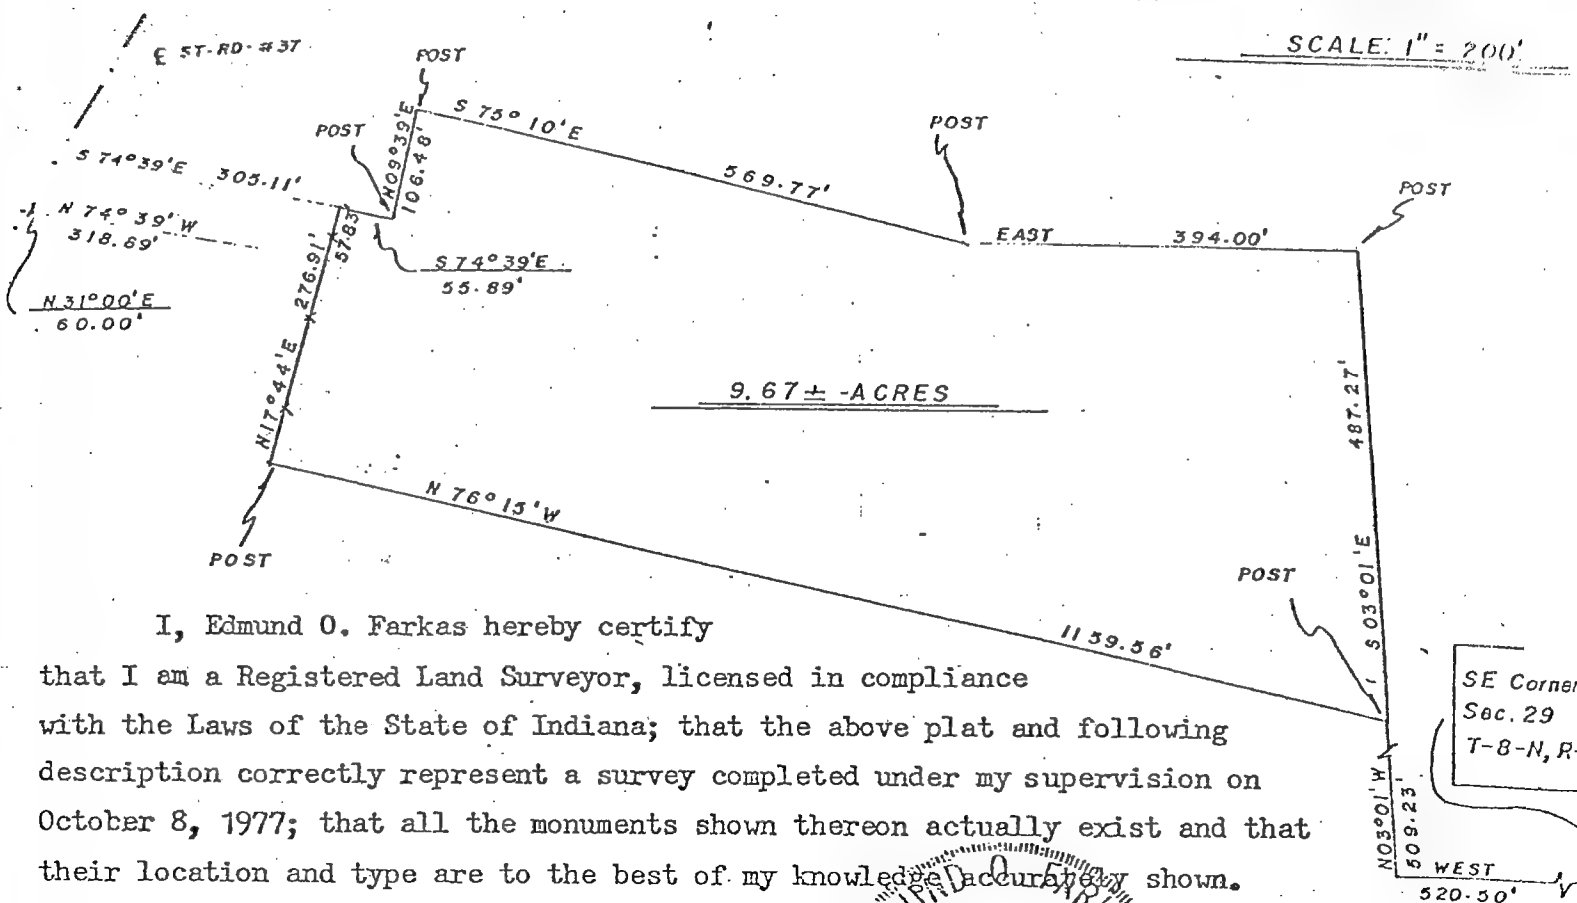 ℄ ST-RD-#37
POST
SCALE: 1" = 200'
POST
N09°39'E
106.48'
S 75°10'E
569.77'
POST
POST
S 74°39'E 305.11'
N 74°39'W
318.69'
N 31°00'E
60.00'
S 74°39'E
55.89'
57.83'
276.91'
N17°44'E
EAST 394.00'
9.67± -ACRES
487.27'
S 03°01'E
N 76°15'W
1159.56'
POST
POST
I, Edmund O. Farkas hereby certify
that I am a Registered Land Surveyor, licensed in compliance
with the Laws of the State of Indiana; that the above plat and following
description correctly represent a survey completed under my supervision on
October 8, 1977; that all the monuments shown thereon actually exist and that
their location and type are to the best of my knowledge accurately shown.
SE Corner
Sec. 29
T-8-N, R-
N03°01'W
509.23'
WEST
520.50'